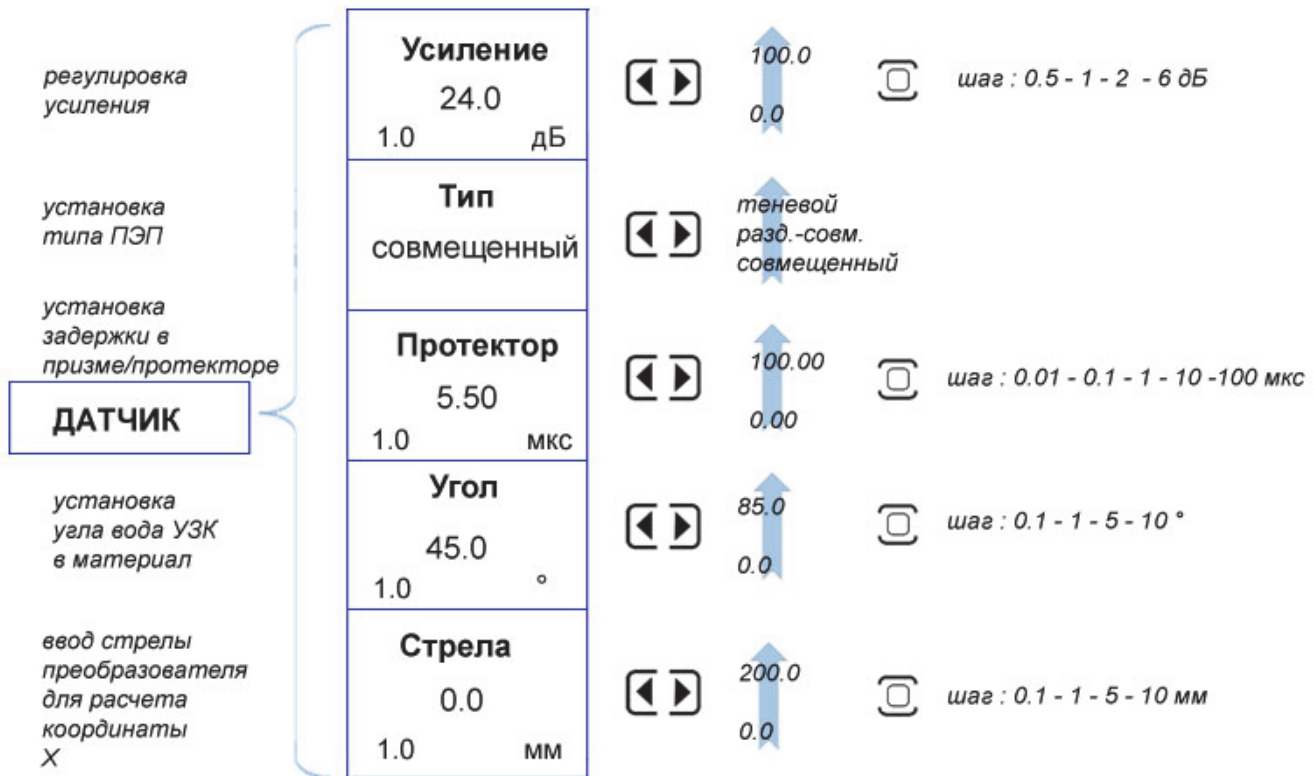 регулировка
усиления
Усиление
24.0
1.0 дБ
100.0
0.0
шаг : 0.5 - 1 - 2 - 6 дБ
установка
типа ПЭП
Тип
совмещенный
теневой
разд.-совм.
совмещенный
установка
задержки в
призме/протекторе
Протектор
5.50
1.0 мкс
100.00
0.00
шаг : 0.01 - 0.1 - 1 - 10 -100 мкс
ДАТЧИК
установка
угла вода УЗК
в материал
Угол
45.0
1.0 °
85.0
0.0
шаг : 0.1 - 1 - 5 - 10 °
ввод стрелы
преобразователя
для расчета
координаты
X
Стрела
0.0
1.0 мм
200.0
0.0
шаг : 0.1 - 1 - 5 - 10 мм